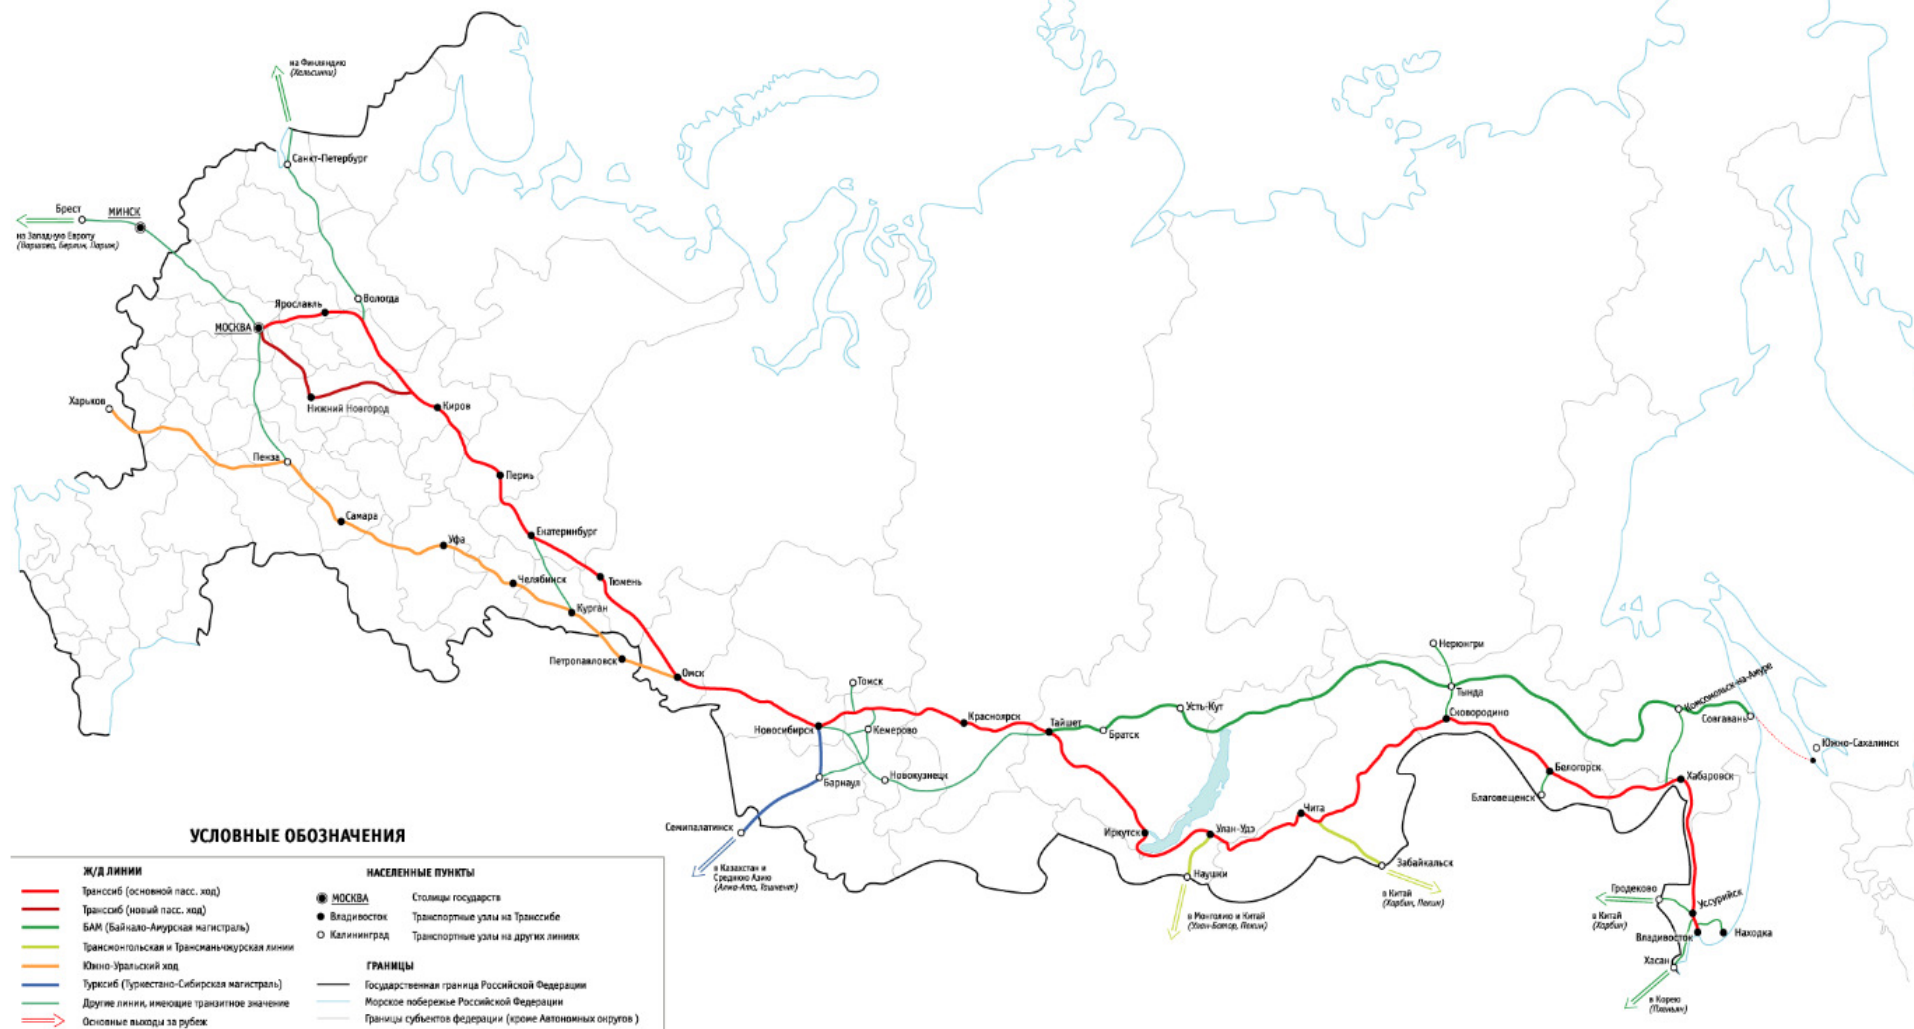 на Финляндию
(Хельсинки)
Санкт-Петербург
Брест
МИНСК
на Западную Европу
(Варшава, Берлин, Париж)
Вологда
Ярославль
МОСКВА
Харьков
Нижний Новгород
Киров
Пенза
Пермь
Самара
Екатеринбург
Уфа
Челябинск
Тюмень
Курган
Петропавловск
Омск
Томск
Новосибирск
Кемерово
Красноярск
Тайшет
Братск
Усть-Кут
Нерюнгри
Тында
Сковородино
Комсомольск-на-Амуре
Совгавань
Южно-Сахалинск
Барнаул
Новокузнецк
Белогорск
Благовещенск
Хабаровск
Семипалатинск
Иркутск
Улан-Удэ
Чита
в Казахстан и
Среднюю Азию
(Алма-Ата, Ташкент)
Наушки
Забайкальск
в Китай
(Харбин, Пекин)
в Монголию и Китай
(Улан-Батор, Пекин)
Гродеково
в Китай
(Харбин)
Уссурийск
Владивосток
Находка
Хасан
в Корею
(Пхеньян)
УСЛОВНЫЕ ОБОЗНАЧЕНИЯ
Ж/Д ЛИНИИ
Транссиб (основной пасс. ход)
Транссиб (новый пасс. ход)
БАМ (Байкало-Амурская магистраль)
Трансмонгольская и Трансманьчжурская линии
Южно-Уральский ход
Турксиб (Туркестано-Сибирская магистраль)
Другие линии, имеющие транзитное значение
Основные выходы за рубеж
НАСЕЛЕННЫЕ ПУНКТЫ
МОСКВА Столицы государств
Владивосток Транспортные узлы на Транссибе
Калининград Транспортные узлы на других линиях
ГРАНИЦЫ
Государственная граница Российской Федерации
Морское побережье Российской Федерации
Границы субъектов федерации (кроме Автономных округов )